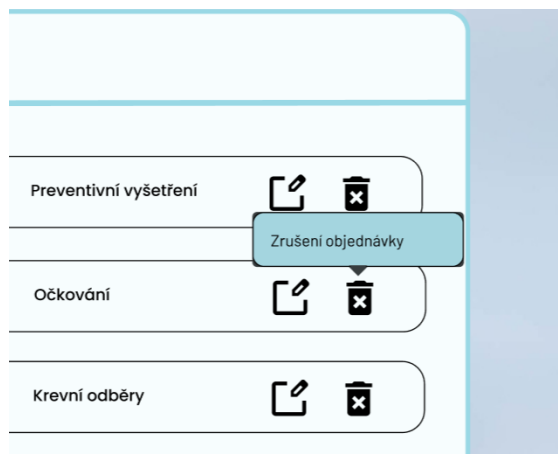 Preventivní vyšetření
Zrušení objednávky
Očkování
Krevní odběry